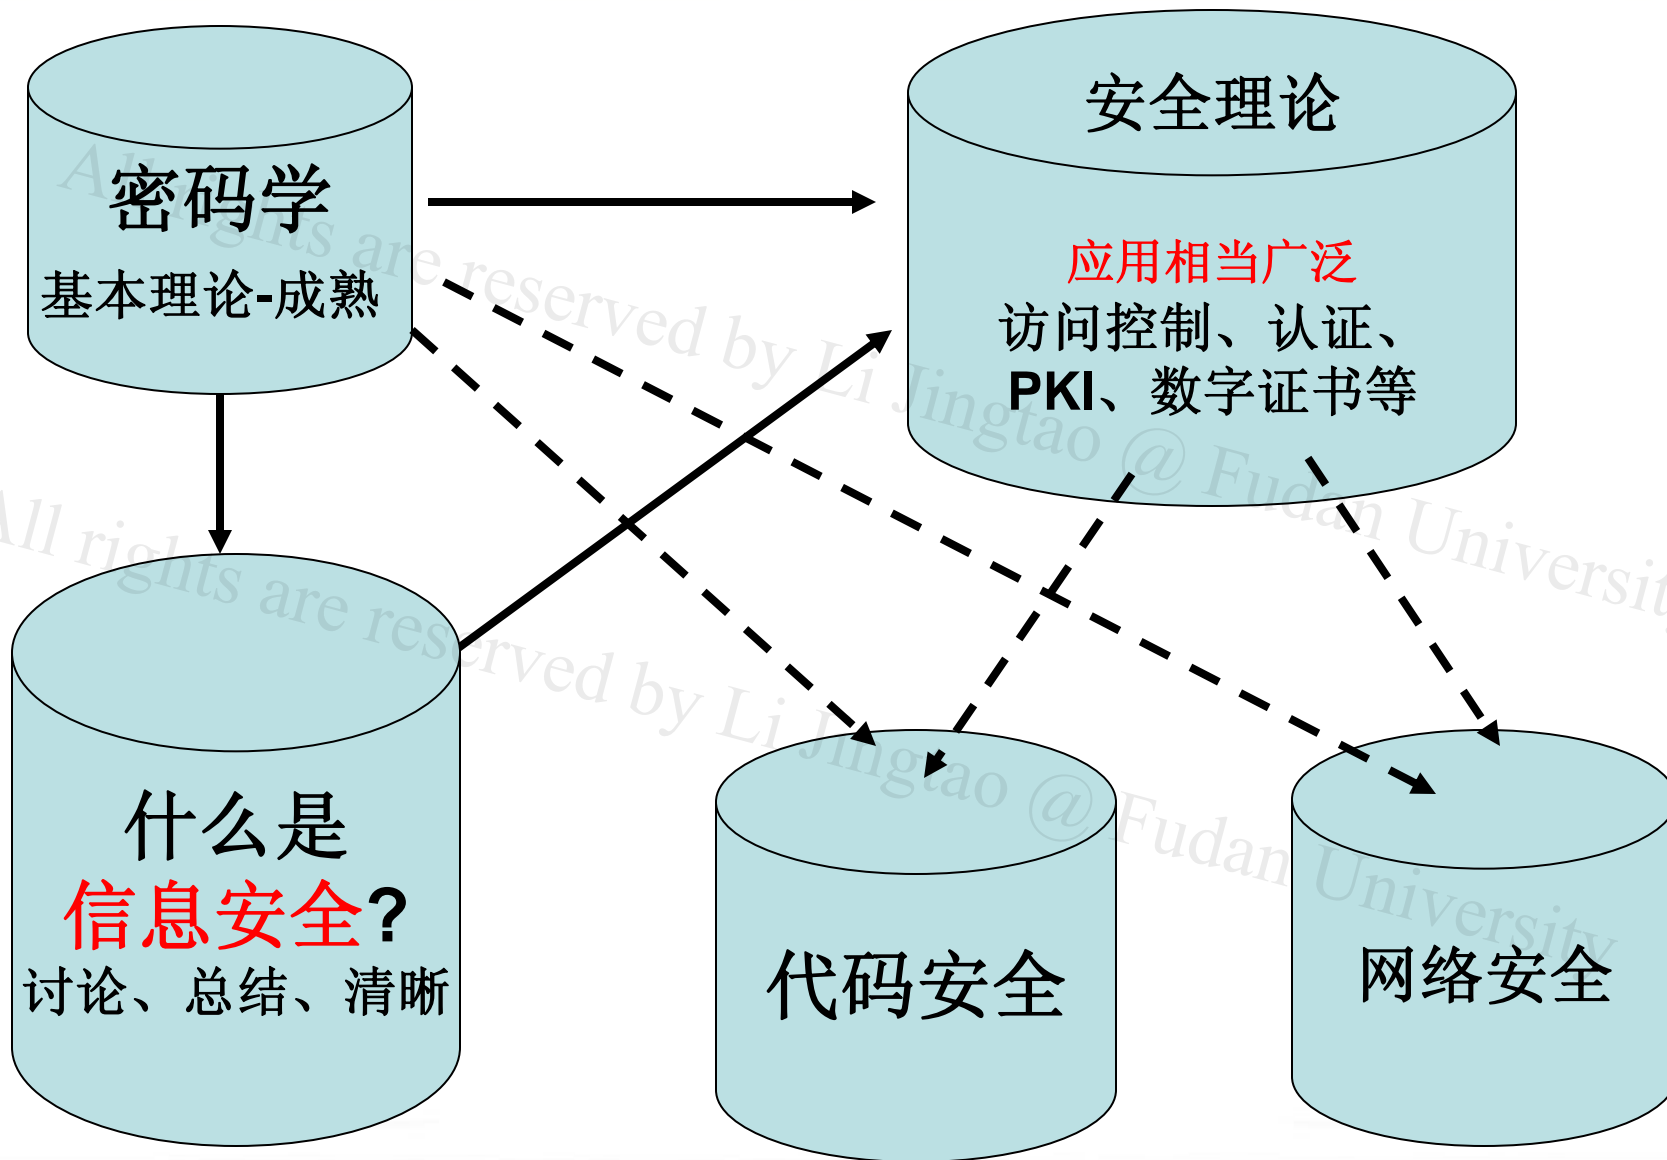 密码学
基本理论-成熟
安全理论
应用相当广泛
访问控制、认证、
PKI、数字证书等
什么是
信息安全?
讨论、总结、清晰
代码安全
网络安全
All rights are reserved by Li Jingtao @ Fudan University
All rights are reserved by Li Jingtao @ Fudan University